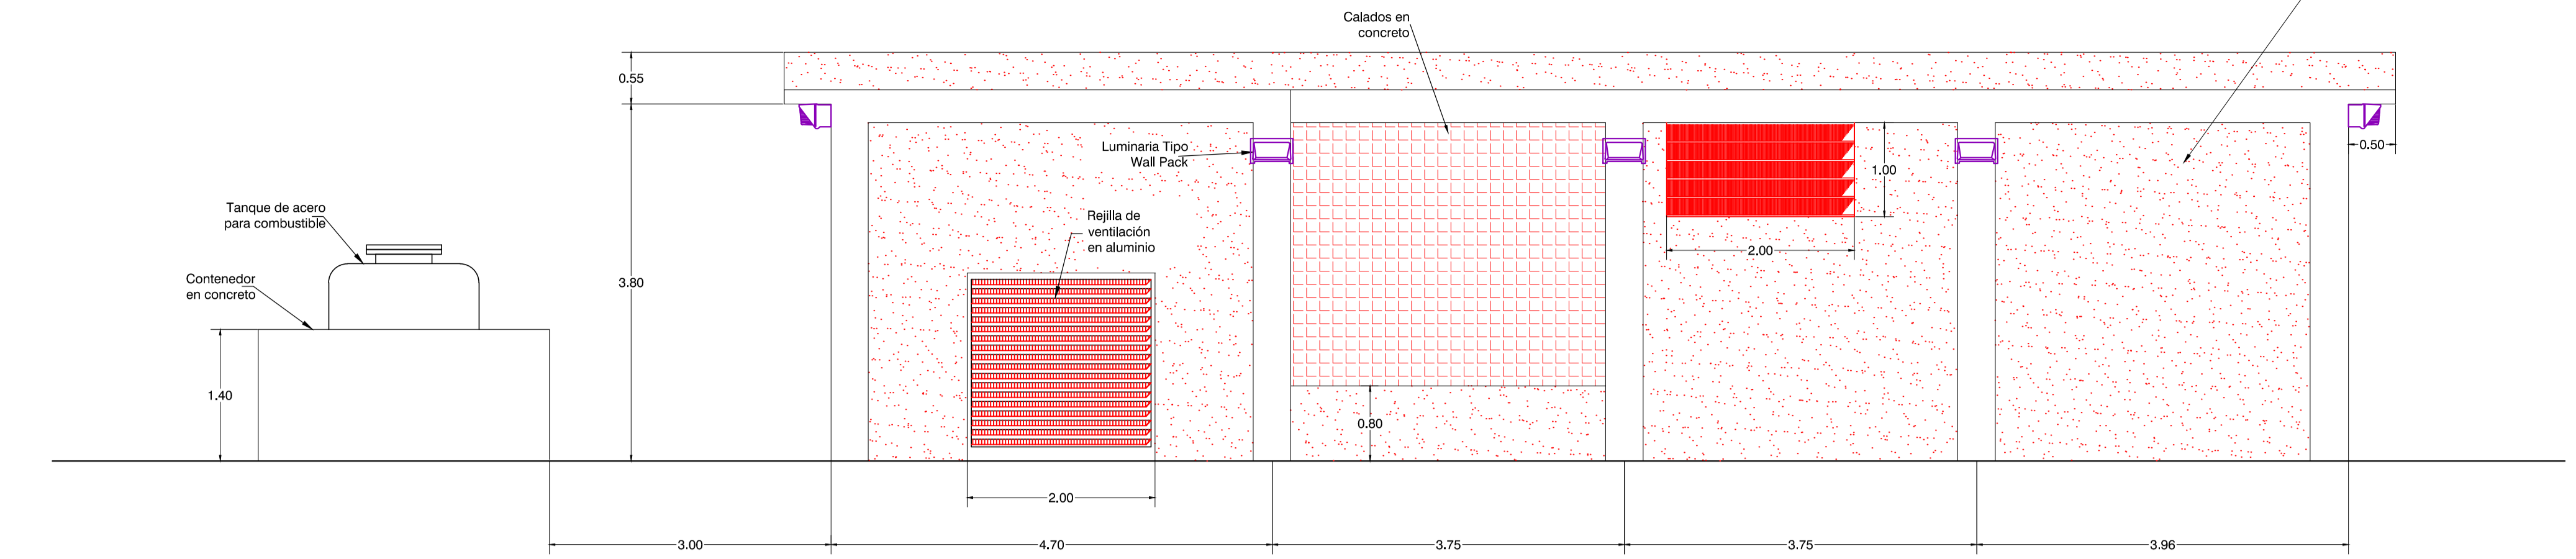 Calados en
concreto
0.55
Luminaria Tipo
Wall Pack
0.50
1.00
Tanque de acero
para combustible
Rejilla de
ventilación
en aluminio
2.00
Contenedor
en concreto
3.80
1.40
0.80
2.00
3.00
4.70
3.75
3.75
3.96